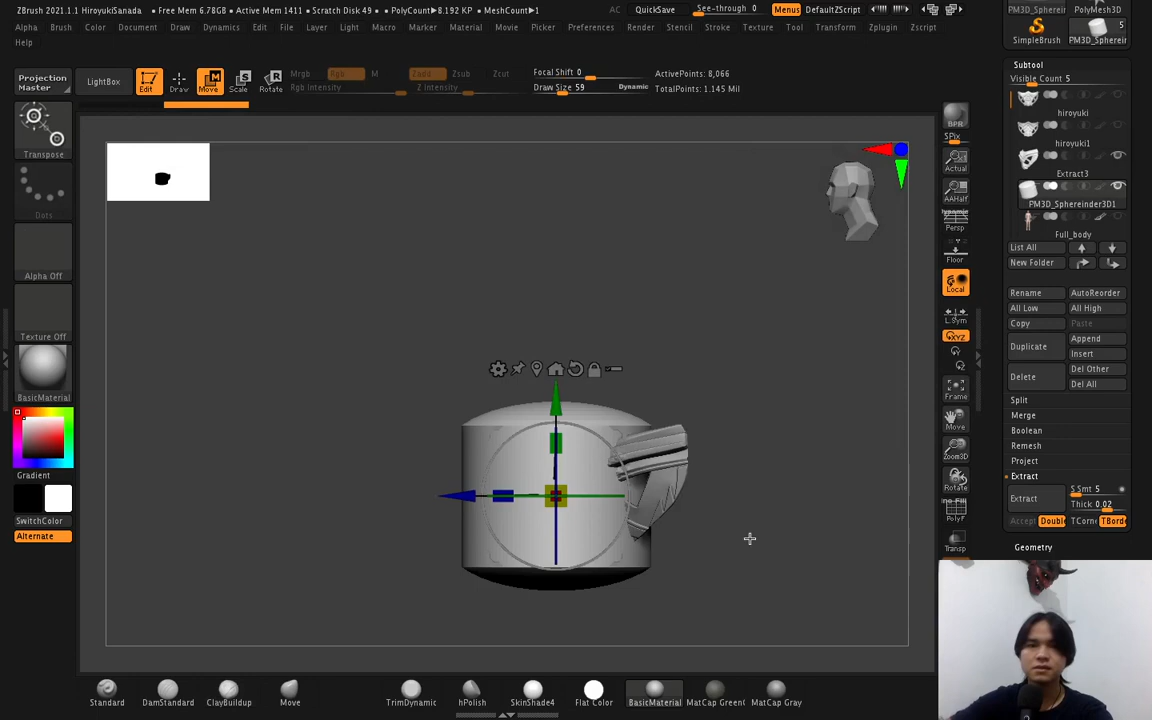 ZBrush 2021.1.1 HiroyukiSanada • Free Mem 6.78GB • Active Mem 1411 • Scratch Disk 49 • PolyCount▶8.192 KP • MeshCount▶1
AC QuickSave See-through 0 Menus DefaultZScript
Alpha Brush Color Document Draw Dynamics Edit File Layer Light Macro Marker Material Movie Picker Preferences Render Stencil Stroke Texture Tool Transform Zplugin Zscript
Help
PM3D_Spherein PolyMesh3D
5
SimpleBrush PM3D_Spherein
Projection Master
LightBox
Edit Draw Move Scale Rotate
Mrgb Rgb M Zadd Zsub Zcut
Rgb Intensity Z Intensity
Focal Shift 0
Draw Size 59 Dynamic
ActivePoints: 8,066
TotalPoints: 1.145 Mil
Transpose
Dots
Alpha Off
Texture Off
BasicMaterial
Gradient
SwitchColor
Alternate
BPR
SPix
Actual
AAHalf
Dynamic
Persp
Floor
Local
L.Sym
XYZ
Frame
Move
Zoom3D
Rotate
PolyF
Transp
Subtool
Visible Count 5
hiroyuki
hiroyuki1
Extract3
PM3D_Sphereinder3D1
Full_body
List All
New Folder
Rename AutoReorder
All Low All High
Copy Paste
Duplicate Append
Insert
Delete Del Other
Del All
Split
Merge
Boolean
Remesh
Project
Extract
Extract S Smt 5
Thick 0.02
Accept Doubl TCorne TBord
Geometry
Standard DamStandard ClayBuildup Move TrimDynamic hPolish SkinShade4 Flat Color BasicMaterial MatCap Green MatCap Gray